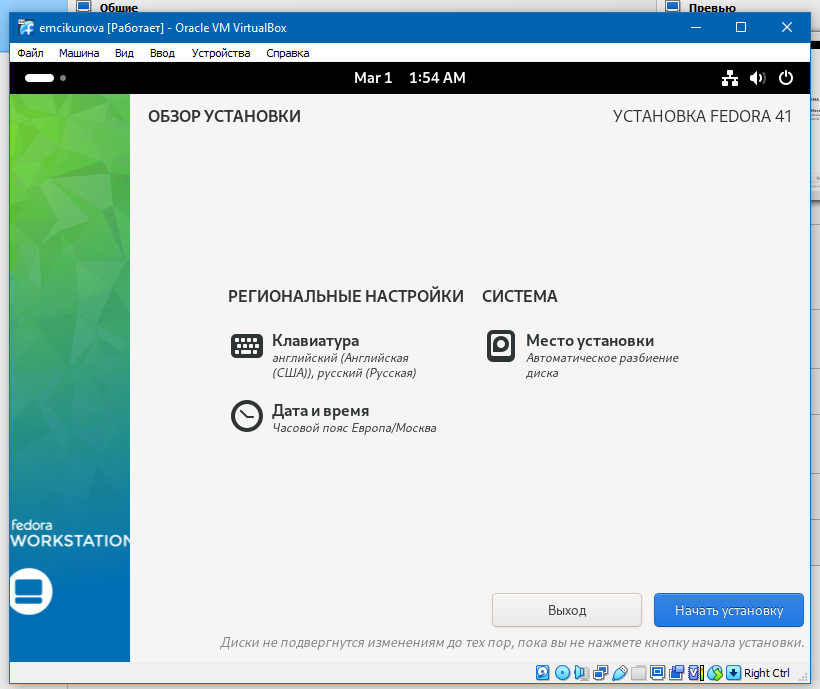 Общие
Превью
emcikunova [Работает] - Oracle VM VirtualBox
Файл Машина Вид Ввод Устройства Справка
Mar 1 1:54 AM
ОБЗОР УСТАНОВКИ
УСТАНОВКА FEDORA 41
РЕГИОНАЛЬНЫЕ НАСТРОЙКИ
СИСТЕМА
Клавиатура
английский (Английская
(США)), русский (Русская)
Место установки
Автоматическое разбиение
диска
Дата и время
Часовой пояс Европа/Москва
fedora
WORKSTATION
Выход
Начать установку
Диски не подвергнутся изменениям до тех пор, пока вы не нажмете кнопку начала установки.
Right Ctrl